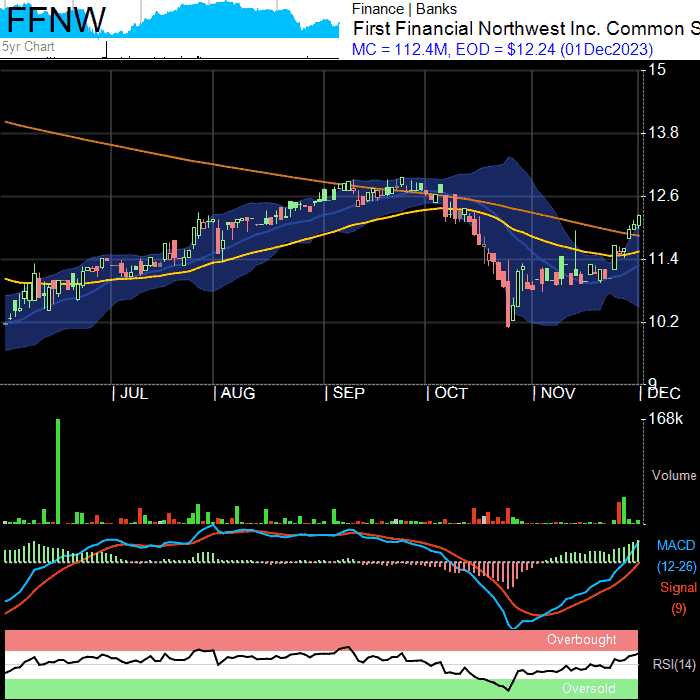 FFNW
5yr Chart
Finance | Banks
First Financial Northwest Inc. Common S
MC = 112.4M, EOD = $12.24 (01Dec2023)
15
13.8
12.6
11.4
10.2
9
JUL AUG SEP OCT NOV DEC
168k
Volume
MACD
(12-26)
Signal
(9)
Overbought
RSI(14)
Oversold